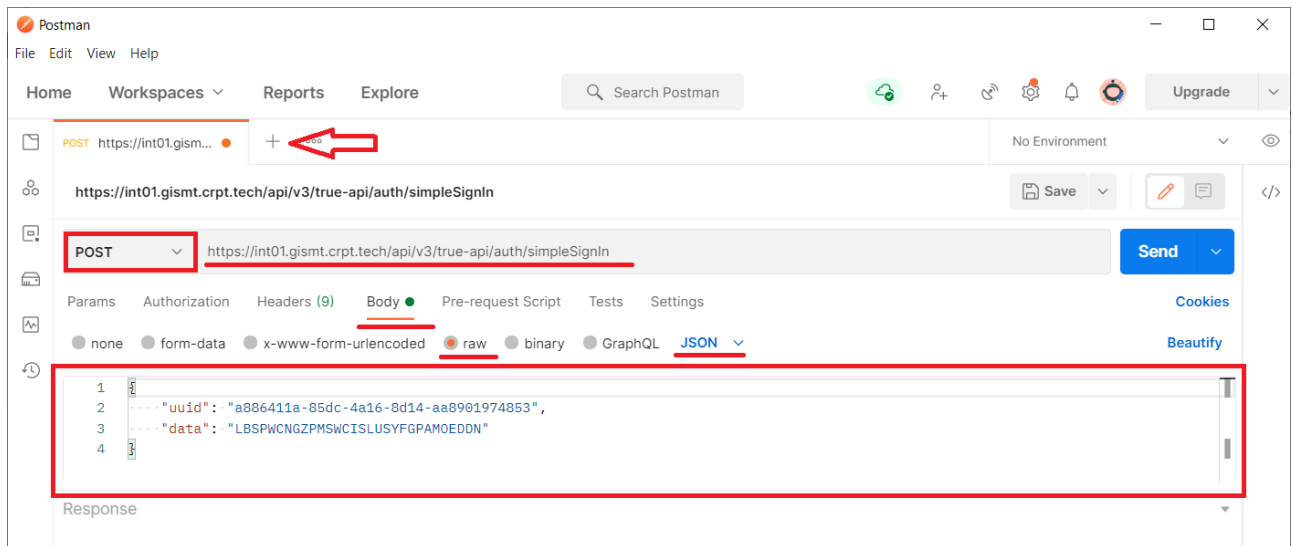 Postman
File Edit View Help
Home Workspaces Reports Explore Search Postman Upgrade
POST https://int01.gism... No Environment
https://int01.gismt.crpt.tech/api/v3/true-api/auth/simpleSignIn Save
POST https://int01.gismt.crpt.tech/api/v3/true-api/auth/simpleSignIn Send
Params Authorization Headers (9) Body Pre-request Script Tests Settings Cookies
none form-data x-www-form-urlencoded raw binary GraphQL JSON Beautify
1 {
2 "uuid": "a886411a-85dc-4a16-8d14-aa8901974853",
3 "data": "LBSPWCNGZPMSWCISLUSYFGPAMOEDDN"
4 }
Response